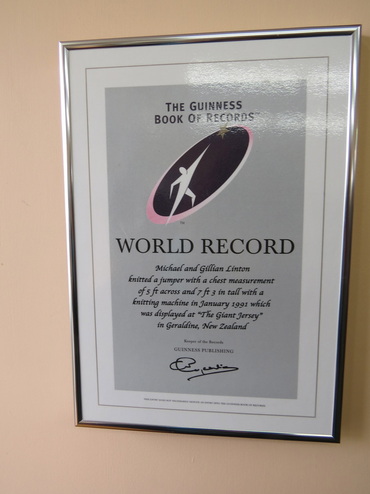 THE GUINNESS
BOOK OF RECORDS™
™
WORLD RECORD
Michael and Gillian Linton
knitted a jumper with a chest measurement
of 5 ft across and 7 ft 3 in tall with a
knitting machine in January 1991 which
was displayed at "The Giant Jersey"
in Geraldine, New Zealand
Keeper of the Records
GUINNESS PUBLISHING